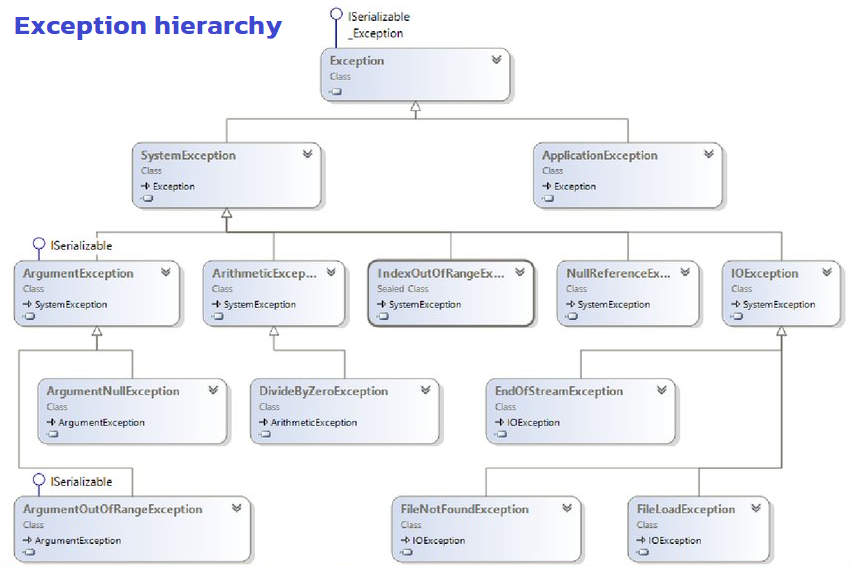 Exception hierarchy
ISerializable
_Exception
Exception
Class
SystemException
Class
Exception
ApplicationException
Class
Exception
ISerializable
ArgumentException
Class
SystemException
ArithmeticExcep...
Class
SystemException
IndexOutOfRangeEx...
Sealed Class
SystemException
NullReferenceEx...
Class
SystemException
IOException
Class
SystemException
ArgumentNullException
Class
ArgumentException
DivideByZeroException
Class
ArithmeticException
EndOfStreamException
Class
IOException
ISerializable
ArgumentOutOfRangeException
Class
ArgumentException
FileNotFoundException
Class
IOException
FileLoadException
Class
IOException